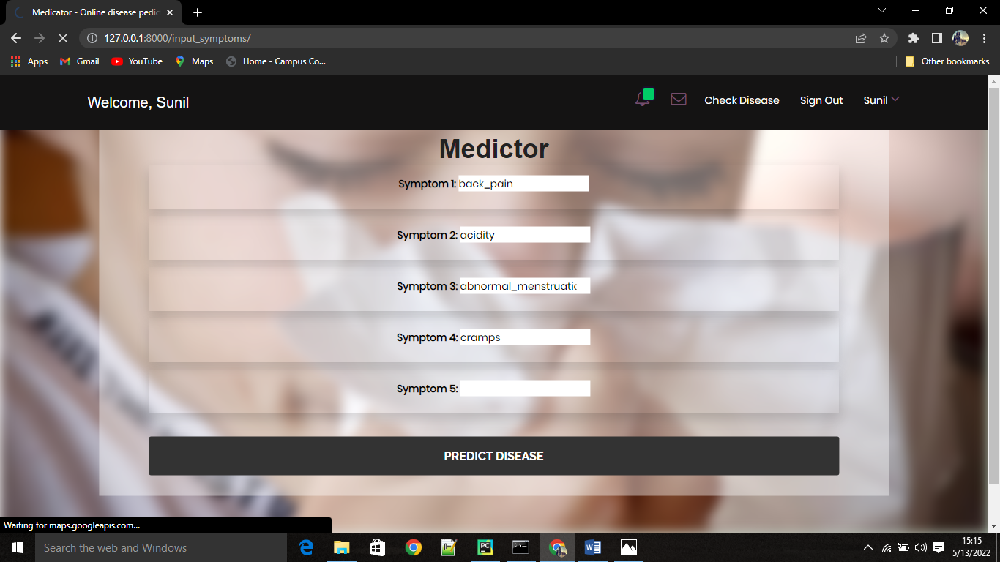 Medicator - Online disease pedic
127.0.0.1:8000/input_symptoms/
Apps Gmail YouTube Maps Home - Campus Co... Other bookmarks
Welcome, Sunil Check Disease Sign Out Sunil
Medictor
Symptom 1: back_pain
Symptom 2: acidity
Symptom 3: abnormal_menstruatic
Symptom 4: cramps
Symptom 5:
PREDICT DISEASE
Waiting for maps.googleapis.com...
Search the web and Windows
15:15
5/13/2022